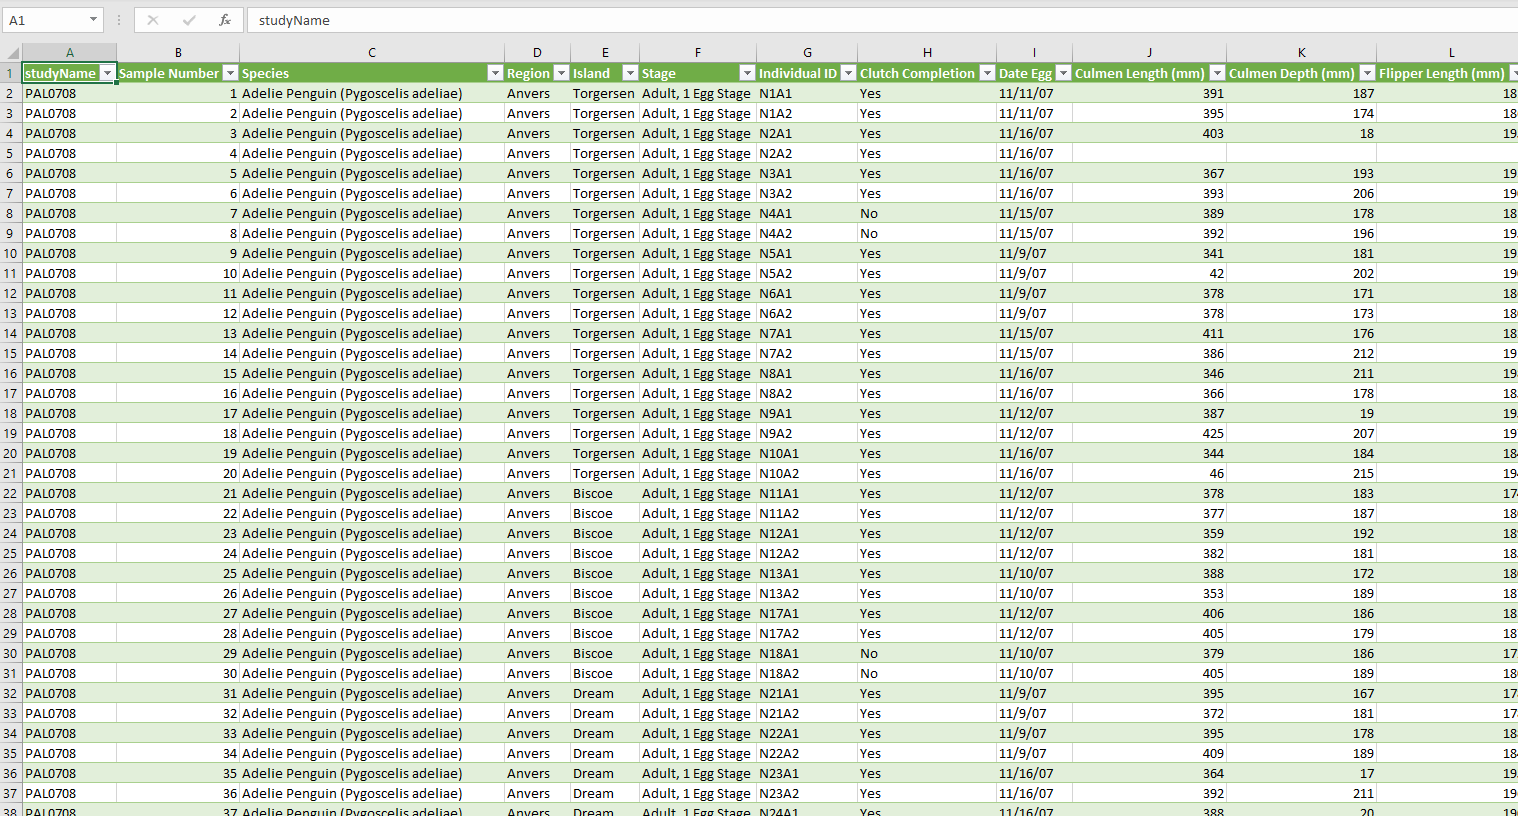 A1 fx studyName
A B C D E F G H I J K L
1 studyName Sample Number Species Region Island Stage Individual ID Clutch Completion Date Egg Culmen Length (mm) Culmen Depth (mm) Flipper Length (mm)
2 PAL0708 1 Adelie Penguin (Pygoscelis adeliae) Anvers Torgersen Adult, 1 Egg Stage N1A1 Yes 11/11/07 391 187
3 PAL0708 2 Adelie Penguin (Pygoscelis adeliae) Anvers Torgersen Adult, 1 Egg Stage N1A2 Yes 11/11/07 395 174
4 PAL0708 3 Adelie Penguin (Pygoscelis adeliae) Anvers Torgersen Adult, 1 Egg Stage N2A1 Yes 11/16/07 403 18
5 PAL0708 4 Adelie Penguin (Pygoscelis adeliae) Anvers Torgersen Adult, 1 Egg Stage N2A2 Yes 11/16/07
6 PAL0708 5 Adelie Penguin (Pygoscelis adeliae) Anvers Torgersen Adult, 1 Egg Stage N3A1 Yes 11/16/07 367 193
7 PAL0708 6 Adelie Penguin (Pygoscelis adeliae) Anvers Torgersen Adult, 1 Egg Stage N3A2 Yes 11/16/07 393 206
8 PAL0708 7 Adelie Penguin (Pygoscelis adeliae) Anvers Torgersen Adult, 1 Egg Stage N4A1 No 11/15/07 389 178
9 PAL0708 8 Adelie Penguin (Pygoscelis adeliae) Anvers Torgersen Adult, 1 Egg Stage N4A2 No 11/15/07 392 196
10 PAL0708 9 Adelie Penguin (Pygoscelis adeliae) Anvers Torgersen Adult, 1 Egg Stage N5A1 Yes 11/9/07 341 181
11 PAL0708 10 Adelie Penguin (Pygoscelis adeliae) Anvers Torgersen Adult, 1 Egg Stage N5A2 Yes 11/9/07 42 202
12 PAL0708 11 Adelie Penguin (Pygoscelis adeliae) Anvers Torgersen Adult, 1 Egg Stage N6A1 Yes 11/9/07 378 171
13 PAL0708 12 Adelie Penguin (Pygoscelis adeliae) Anvers Torgersen Adult, 1 Egg Stage N6A2 Yes 11/9/07 378 173
14 PAL0708 13 Adelie Penguin (Pygoscelis adeliae) Anvers Torgersen Adult, 1 Egg Stage N7A1 Yes 11/15/07 411 176
15 PAL0708 14 Adelie Penguin (Pygoscelis adeliae) Anvers Torgersen Adult, 1 Egg Stage N7A2 Yes 11/15/07 386 212
16 PAL0708 15 Adelie Penguin (Pygoscelis adeliae) Anvers Torgersen Adult, 1 Egg Stage N8A1 Yes 11/16/07 346 211
17 PAL0708 16 Adelie Penguin (Pygoscelis adeliae) Anvers Torgersen Adult, 1 Egg Stage N8A2 Yes 11/16/07 366 178
18 PAL0708 17 Adelie Penguin (Pygoscelis adeliae) Anvers Torgersen Adult, 1 Egg Stage N9A1 Yes 11/12/07 387 19
19 PAL0708 18 Adelie Penguin (Pygoscelis adeliae) Anvers Torgersen Adult, 1 Egg Stage N9A2 Yes 11/12/07 425 207
20 PAL0708 19 Adelie Penguin (Pygoscelis adeliae) Anvers Torgersen Adult, 1 Egg Stage N10A1 Yes 11/16/07 344 184
21 PAL0708 20 Adelie Penguin (Pygoscelis adeliae) Anvers Torgersen Adult, 1 Egg Stage N10A2 Yes 11/16/07 46 215
22 PAL0708 21 Adelie Penguin (Pygoscelis adeliae) Anvers Biscoe Adult, 1 Egg Stage N11A1 Yes 11/12/07 378 183
23 PAL0708 22 Adelie Penguin (Pygoscelis adeliae) Anvers Biscoe Adult, 1 Egg Stage N11A2 Yes 11/12/07 377 187
24 PAL0708 23 Adelie Penguin (Pygoscelis adeliae) Anvers Biscoe Adult, 1 Egg Stage N12A1 Yes 11/12/07 359 192
25 PAL0708 24 Adelie Penguin (Pygoscelis adeliae) Anvers Biscoe Adult, 1 Egg Stage N12A2 Yes 11/12/07 382 181
26 PAL0708 25 Adelie Penguin (Pygoscelis adeliae) Anvers Biscoe Adult, 1 Egg Stage N13A1 Yes 11/10/07 388 172
27 PAL0708 26 Adelie Penguin (Pygoscelis adeliae) Anvers Biscoe Adult, 1 Egg Stage N13A2 Yes 11/10/07 353 189
28 PAL0708 27 Adelie Penguin (Pygoscelis adeliae) Anvers Biscoe Adult, 1 Egg Stage N17A1 Yes 11/12/07 406 186
29 PAL0708 28 Adelie Penguin (Pygoscelis adeliae) Anvers Biscoe Adult, 1 Egg Stage N17A2 Yes 11/12/07 405 179
30 PAL0708 29 Adelie Penguin (Pygoscelis adeliae) Anvers Biscoe Adult, 1 Egg Stage N18A1 No 11/10/07 379 186
31 PAL0708 30 Adelie Penguin (Pygoscelis adeliae) Anvers Biscoe Adult, 1 Egg Stage N18A2 No 11/10/07 405 189
32 PAL0708 31 Adelie Penguin (Pygoscelis adeliae) Anvers Dream Adult, 1 Egg Stage N21A1 Yes 11/9/07 395 167
33 PAL0708 32 Adelie Penguin (Pygoscelis adeliae) Anvers Dream Adult, 1 Egg Stage N21A2 Yes 11/9/07 372 181
34 PAL0708 33 Adelie Penguin (Pygoscelis adeliae) Anvers Dream Adult, 1 Egg Stage N22A1 Yes 11/9/07 395 178
35 PAL0708 34 Adelie Penguin (Pygoscelis adeliae) Anvers Dream Adult, 1 Egg Stage N22A2 Yes 11/9/07 409 189
36 PAL0708 35 Adelie Penguin (Pygoscelis adeliae) Anvers Dream Adult, 1 Egg Stage N23A1 Yes 11/16/07 364 17
37 PAL0708 36 Adelie Penguin (Pygoscelis adeliae) Anvers Dream Adult, 1 Egg Stage N23A2 Yes 11/16/07 392 211
38 PAL0708 37 Adelie Penguin (Pygoscelis adeliae) Anvers Dream Adult, 1 Egg Stage N24A1 Yes 11/16/07 388 20